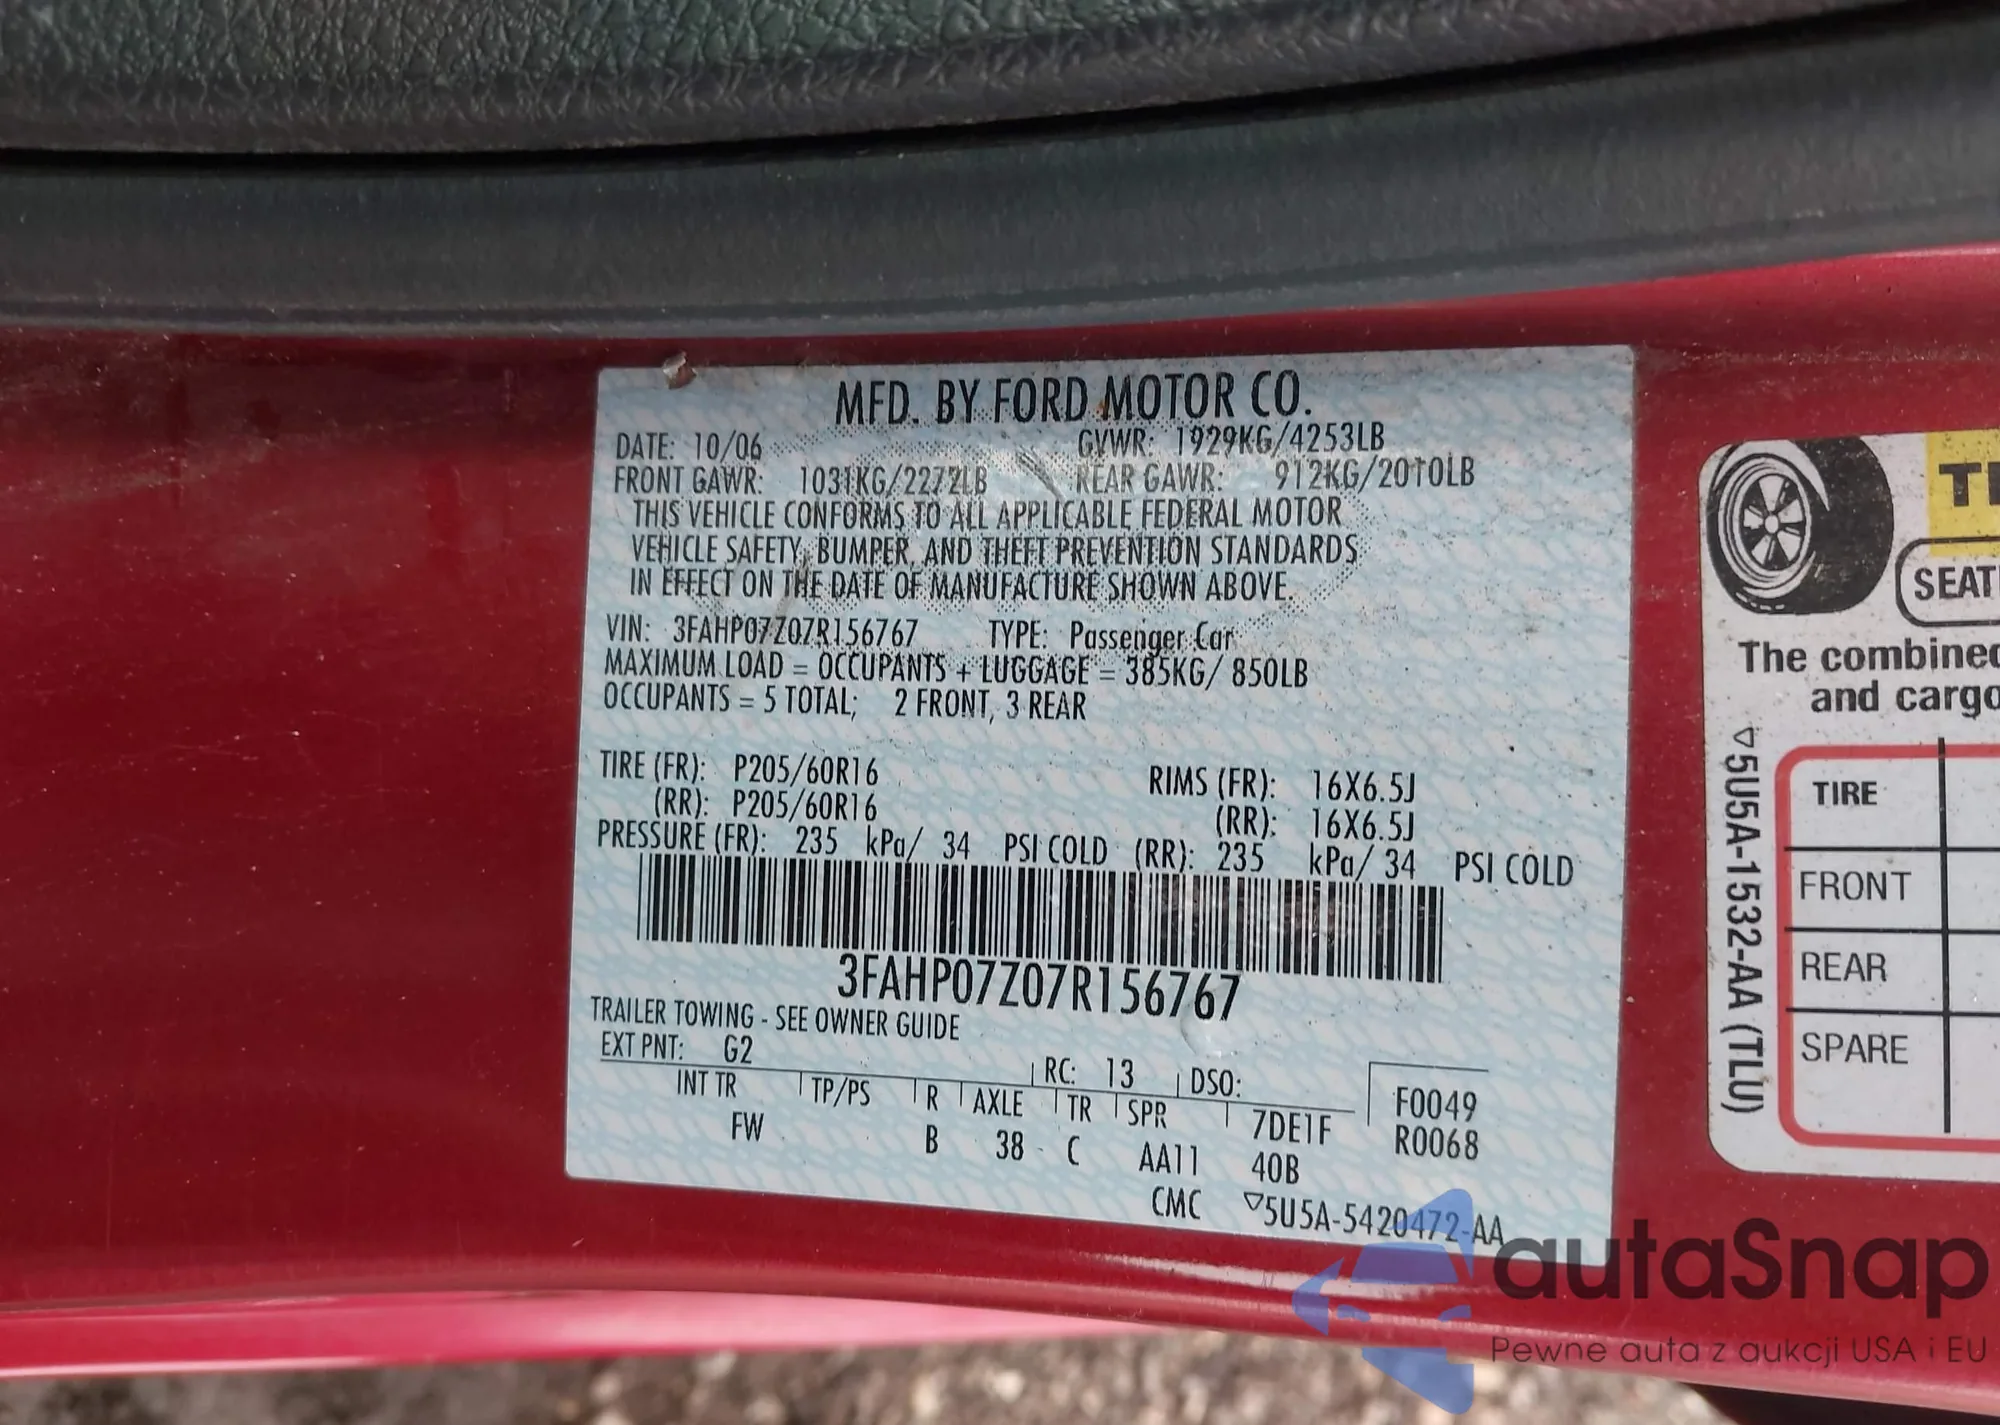 MFD. BY FORD MOTOR CO.
DATE: 10/06 GVWR: 1929KG/4253LB
FRONT GAWR: 1031KG/2272LB REAR GAWR: 912KG/2010LB
THIS VEHICLE CONFORMS TO ALL APPLICABLE FEDERAL MOTOR
VEHICLE SAFETY, BUMPER, AND THEFT PREVENTION STANDARDS
IN EFFECT ON THE DATE OF MANUFACTURE SHOWN ABOVE.
VIN: 3FAHP07Z07R156767 TYPE: Passenger Car
MAXIMUM LOAD = OCCUPANTS + LUGGAGE = 385KG/ 850LB
OCCUPANTS = 5 TOTAL; 2 FRONT, 3 REAR
TIRE (FR): P205/60R16 RIMS (FR): 16X6.5J
(RR): P205/60R16 (RR): 16X6.5J
PRESSURE (FR): 235 kPa/ 34 PSI COLD (RR): 235 kPa/ 34 PSI COLD
3FAHP07Z07R156767
TRAILER TOWING - SEE OWNER GUIDE
EXT PNT: G2 RC: 13 DSO:
INT TR TP/PS R AXLE TR SPR 7DE1F F0049
FW B 38 C AA11 40B R0068
CMC ▽5U5A-5420472-AA
SEATI
The combined
and cargo
▽5U5A-1532-AA (TLU)
TIRE
FRONT
REAR
SPARE
autaSnap
Pewne auta z aukcji USA i EU